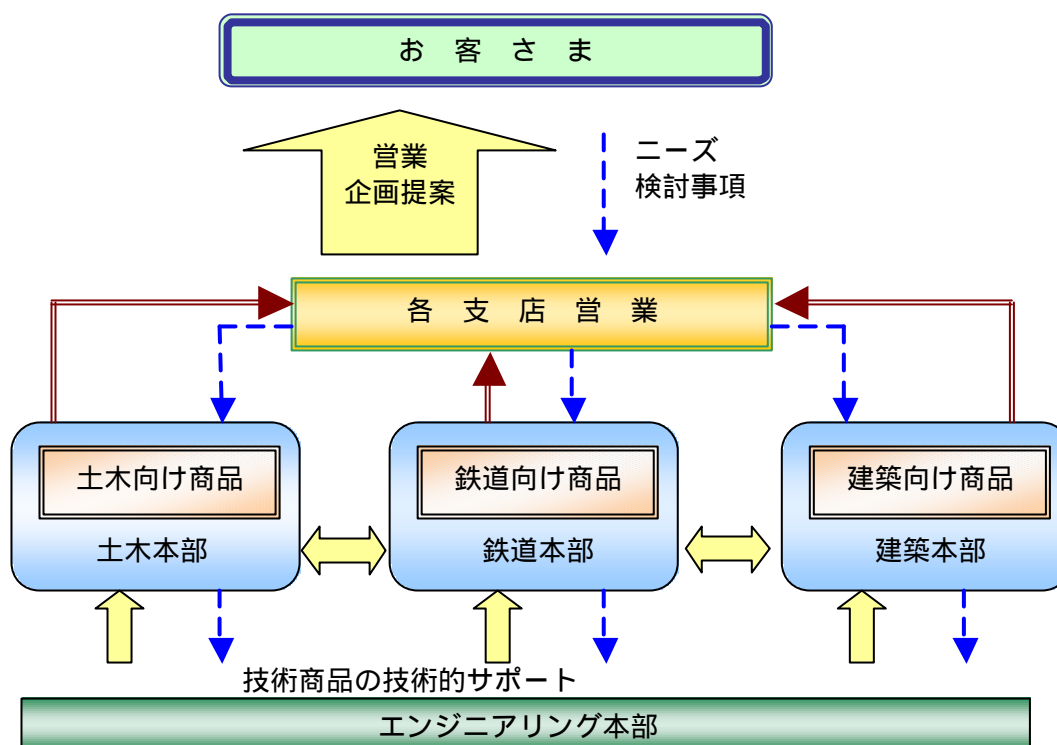 お客さま
営業
企画提案
ニーズ
検討事項
各支店営業
土木向け商品
鉄道向け商品
建築向け商品
土木本部
鉄道本部
建築本部
技術商品の技術的サポート
エンジニアリング本部